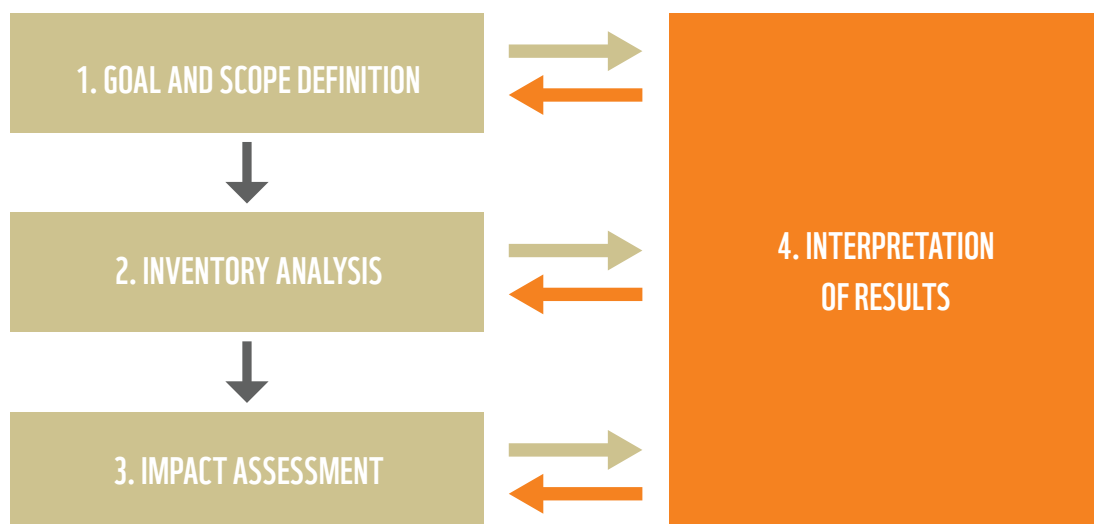 1. GOAL AND SCOPE DEFINITION
2. INVENTORY ANALYSIS
3. IMPACT ASSESSMENT
4. INTERPRETATION
OF RESULTS